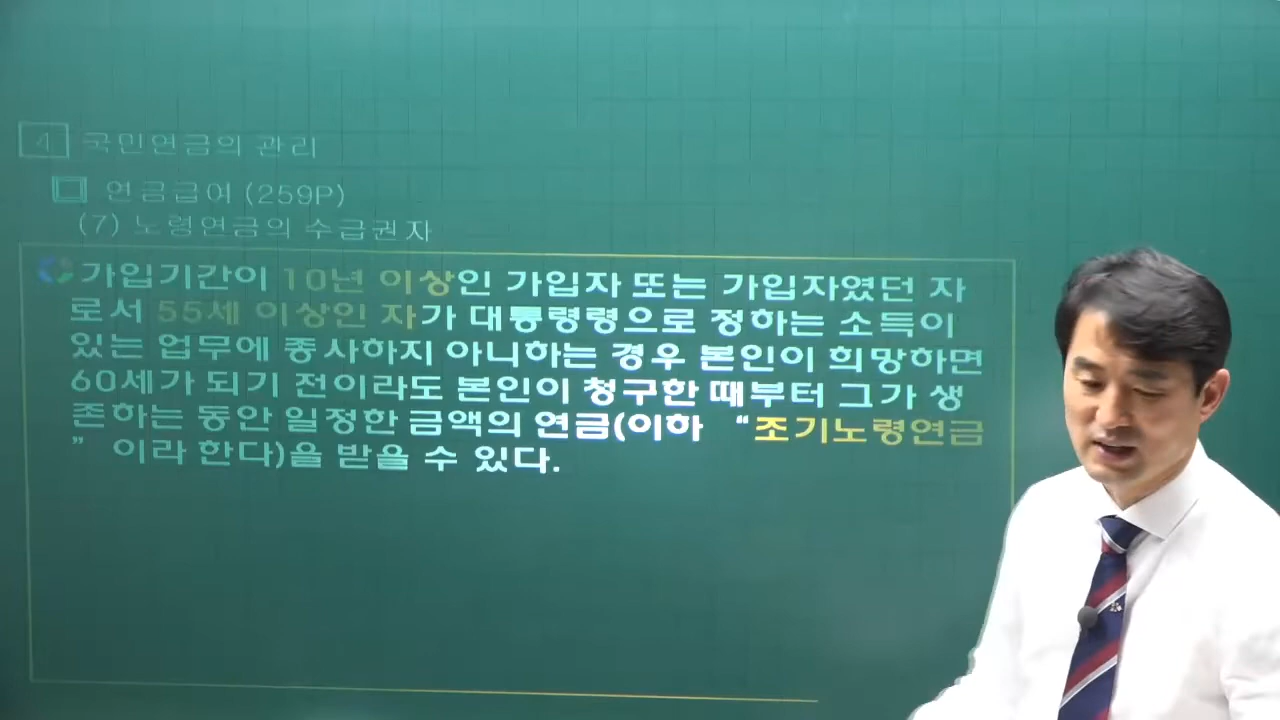 4 국민연금의 관리
연금급여 (259P)
(7) 노령연금의 수급권자
가입기간이 10년 이상인 가입자 또는 가입자였던 자
로서 55세 이상인 자가 대통령령으로 정하는 소득이
있는 업무에 종사하지 아니하는 경우 본인이 희망하면
60세가 되기 전이라도 본인이 청구한 때부터 그가 생
존하는 동안 일정한 금액의 연금(이하 “조기노령연금
” 이라 한다)을 받을 수 있다.